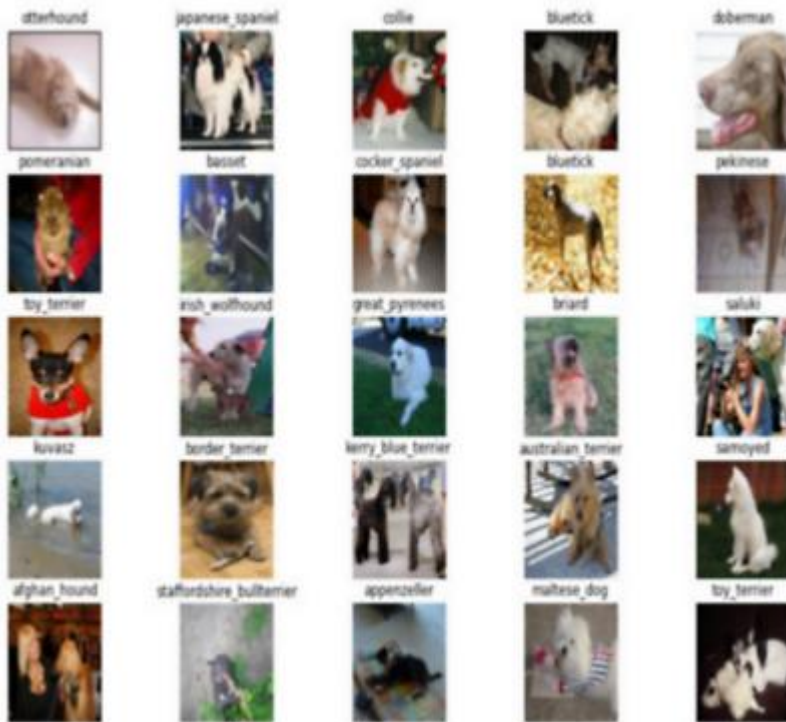 otterhound japanese_spaniel collie bluetick doberman
pomeranian basset cocker_spaniel bluetick pekinese
toy_terrier irish_wolfhound great_pyrenees briard saluki
kuvasz border_terrier kerry_blue_terrier australian_terrier samoyed
afghan_hound staffordshire_bullterrier appenzeller maltese_dog toy_terrier